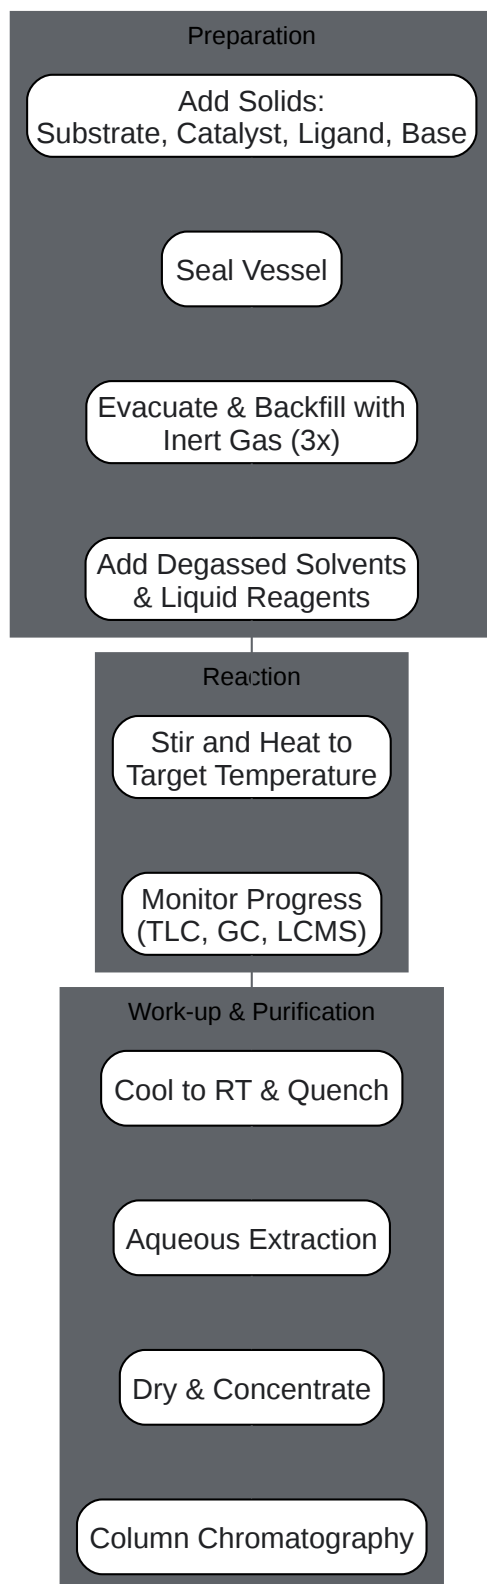 Preparation
Add Solids:
Substrate, Catalyst, Ligand, Base
Seal Vessel
Evacuate & Backfill with
Inert Gas (3x)
Add Degassed Solvents
& Liquid Reagents
Reaction
Stir and Heat to
Target Temperature
Monitor Progress
(TLC, GC, LCMS)
Work-up & Purification
Cool to RT & Quench
Aqueous Extraction
Dry & Concentrate
Column Chromatography